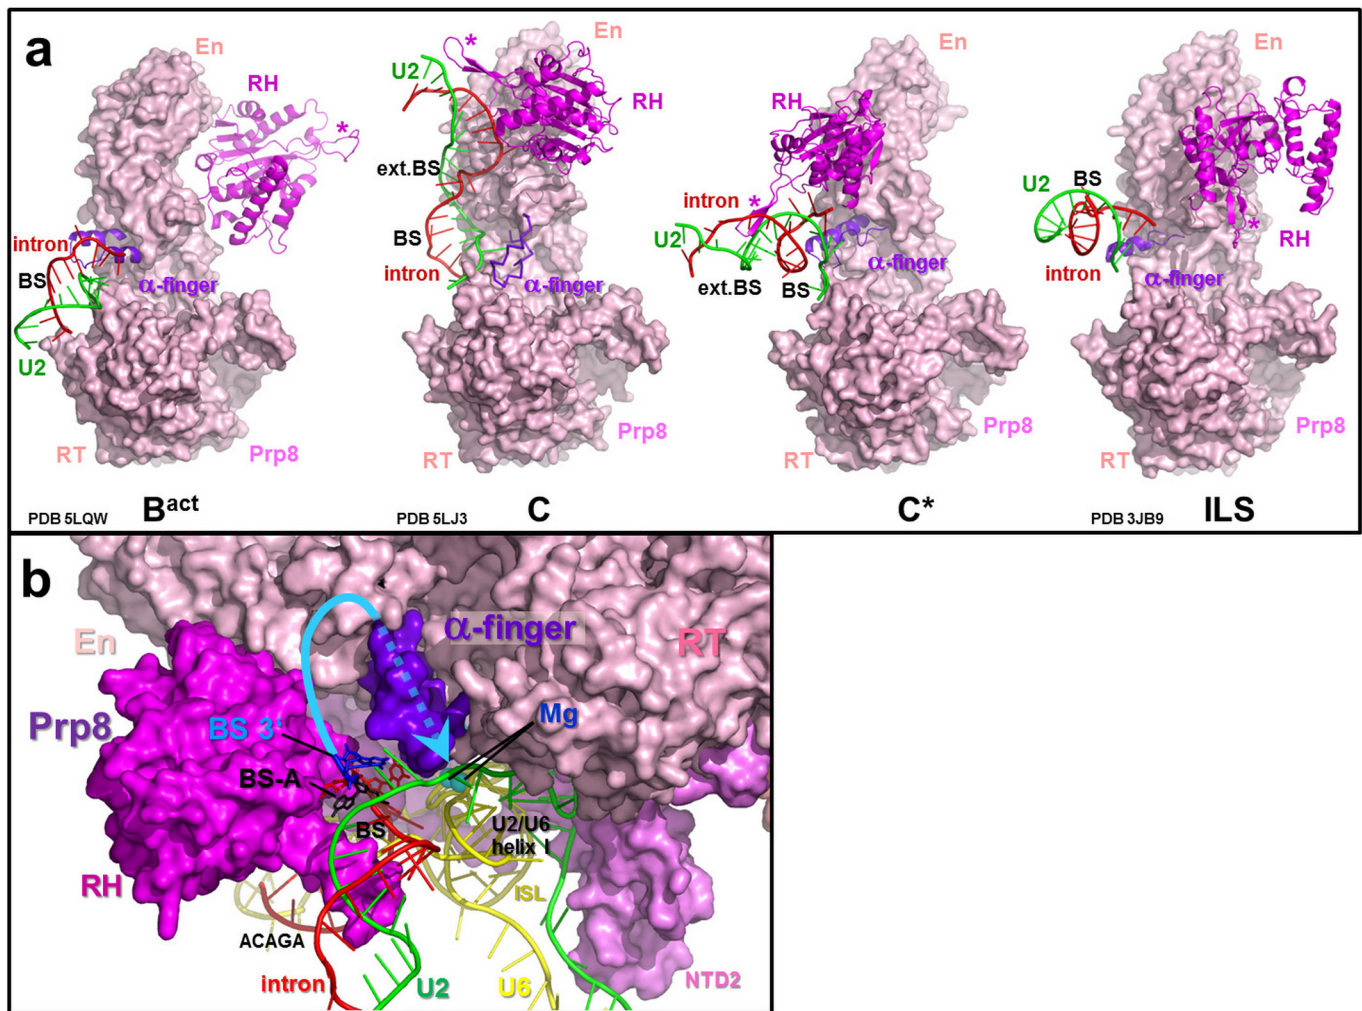 a
En
RH
*
intron
BS
α-finger
U2
RT
Prp8
PDB 5LQW
Bact
U2
*
En
RH
ext.BS
BS
intron
α-finger
Prp8
RT
PDB 5LJ3
C
En
RH
intron
*
U2
α-finger
ext.BS
BS
Prp8
RT
C*
En
U2
BS
*
RH
intron
α-finger
Prp8
RT
PDB 3JB9
ILS
b
α-finger
En
RT
Prp8
BS 3'
Mg
BS-A
BS
U2/U6
helix I
RH
ISL
ACAGA
intron
U2
U6
NTD2